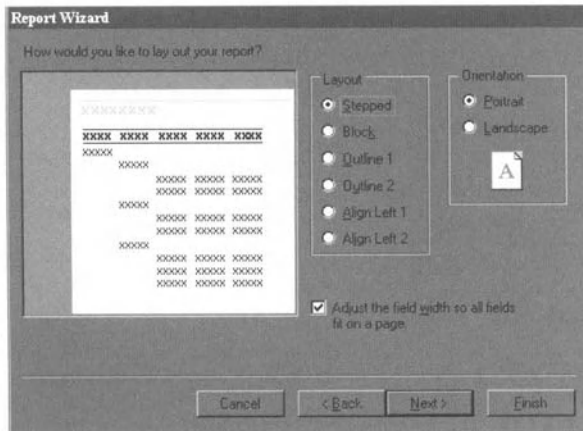 Report Wizard
How would you like to lay out your report?
XXXXXXXX
XXXX XXXX XXXX XXXX XXXX
XXXXX
XXXXX
XXXXX XXXXX XXXXX
XXXXX XXXXX XXXXX
XXXXX
XXXXX XXXXX XXXXX
XXXXX XXXXX XXXXX
XXXXX
XXXXX XXXXX XXXXX
XXXXX XXXXX XXXXX
XXXXX XXXXX XXXXX
Layout
Stepped
Block
Outline 1
Outline 2
Align Left 1
Align Left 2
Orientation
Portrait
Landscape
A
Adjust the field width so all fields
fit on a page.
Cancel
< Back
Next >
Finish